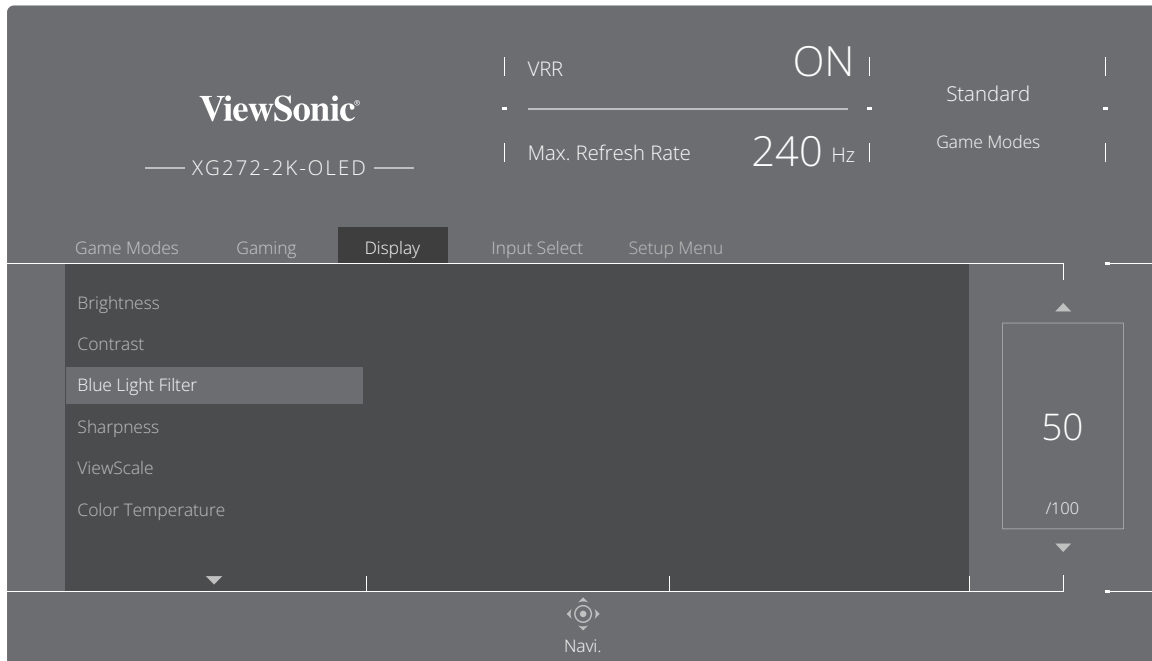 ViewSonic®
XG272-2K-OLED
VRR ON
Max. Refresh Rate 240 Hz
Standard
Game Modes
Game Modes Gaming Display Input Select Setup Menu
Brightness
Contrast
Blue Light Filter
Sharpness
ViewScale
Color Temperature
50
/100
Navi.